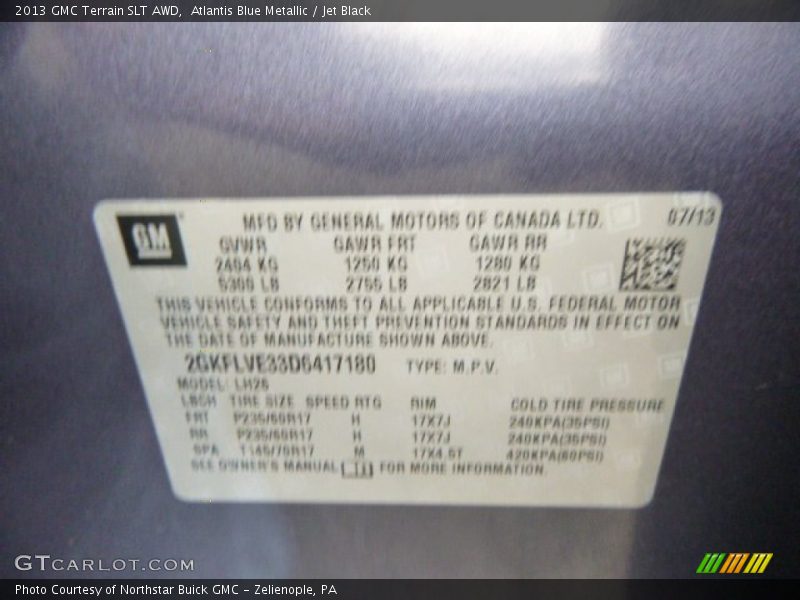 2013 GMC Terrain SLT AWD,  Atlantis Blue Metallic / Jet Black
GM
MFD BY GENERAL MOTORS OF CANADA LTD. 07/13
GVWR GAWR FRT GAWR RR
2404 KG 1250 KG 1280 KG
5300 LB 2755 LB 2821 LB
THIS VEHICLE CONFORMS TO ALL APPLICABLE U.S. FEDERAL MOTOR
VEHICLE SAFETY AND THEFT PREVENTION STANDARDS IN EFFECT ON
THE DATE OF MANUFACTURE SHOWN ABOVE.
2GKFLVE33D6417180 TYPE: M.P.V.
MODEL: LH26
TIRE SIZE SPEED RTG RIM COLD TIRE PRESSURE
FRT P235/60R17 H 17X7J 240KPA(35PSI)
RR P235/60R17 H 17X7J 240KPA(35PSI)
SPA T145/70R17 M 17X4.5T 420KPA(60PSI)
SEE OWNER'S MANUAL FOR MORE INFORMATION.
GTCARLOT.COM
Photo Courtesy of Northstar Buick GMC – Zelienople, PA